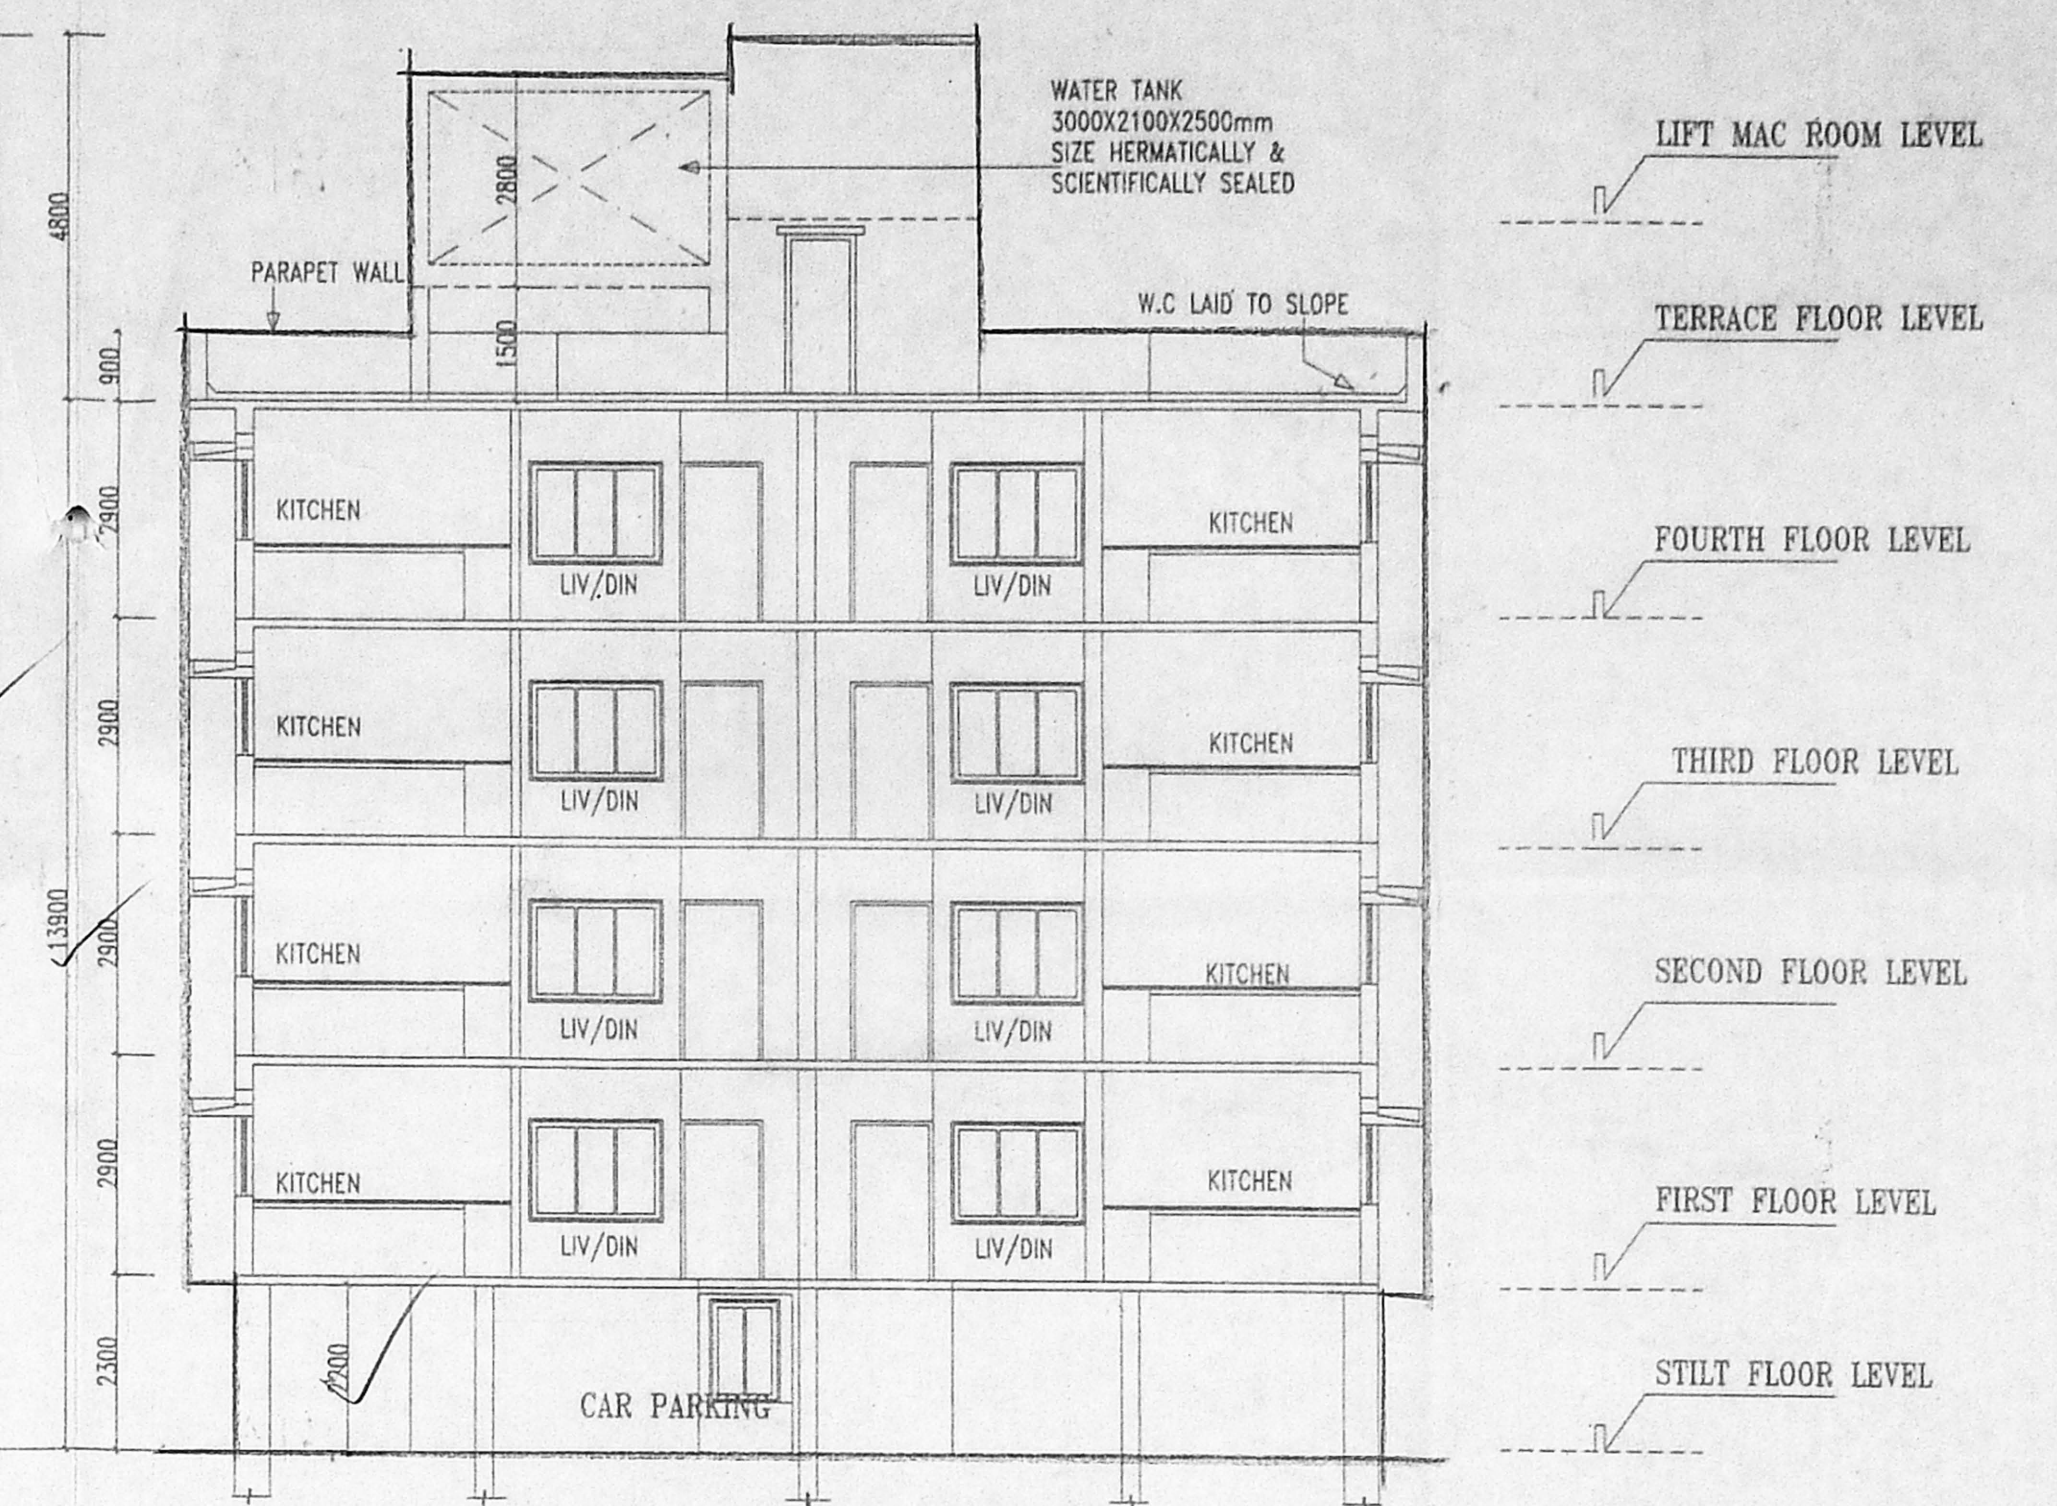 WATER TANK
3000X2100X2500mm
SIZE HERMATICALLY &
SCIENTIFICALLY SEALED
LIFT MAC ROOM LEVEL
4800
2800
PARAPET WALL
W.C LAID TO SLOPE
TERRACE FLOOR LEVEL
900
1500
2900
KITCHEN
LIV/DIN
LIV/DIN
KITCHEN
FOURTH FLOOR LEVEL
2900
KITCHEN
LIV/DIN
LIV/DIN
KITCHEN
THIRD FLOOR LEVEL
13900
2900
KITCHEN
LIV/DIN
LIV/DIN
KITCHEN
SECOND FLOOR LEVEL
2900
KITCHEN
LIV/DIN
LIV/DIN
KITCHEN
FIRST FLOOR LEVEL
2300
CAR PARKING
STILT FLOOR LEVEL